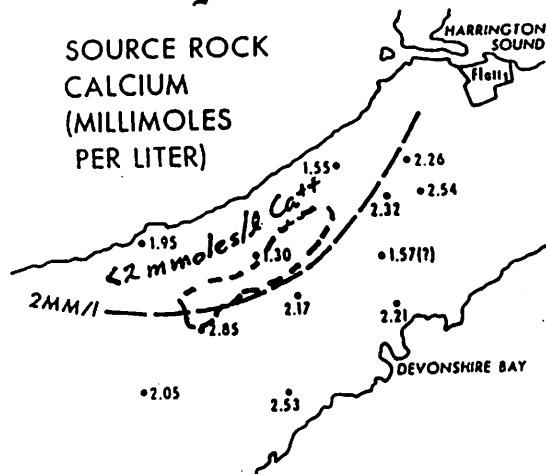 SOURCE ROCK
CALCIUM
(MILLIMOLES
PER LITER)
HARRINGTON
SOUND
Flatts
1.55
2.26
2.54
2.32
<2 mmoles/l Ca++
1.95
1.30
1.57(?)
2MM/l
2.17
2.21
2.85
DEVONSHIRE BAY
2.05
2.53